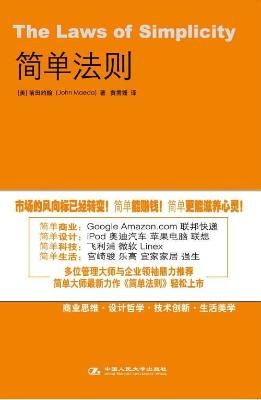 The Laws of Simplicity
简单法则
[美] 前田约翰 (John Maeda) 著 黄秀媛 译
市场的风向标已经转变！简单能赚钱！简单更能滋养心灵！
简单商业：Google Amazon.com 联邦快递
简单设计：iPod 奥迪汽车 苹果电脑 联想
简单科技：飞利浦 微软 Linex
简单生活：宫崎骏 乐高 宜家家居 强生
多位管理大师与企业领袖鼎力推荐
简单大师最新力作《简单法则》轻松上市
商业思维·设计哲学·技术创新·生活美学
中国人民大学出版社